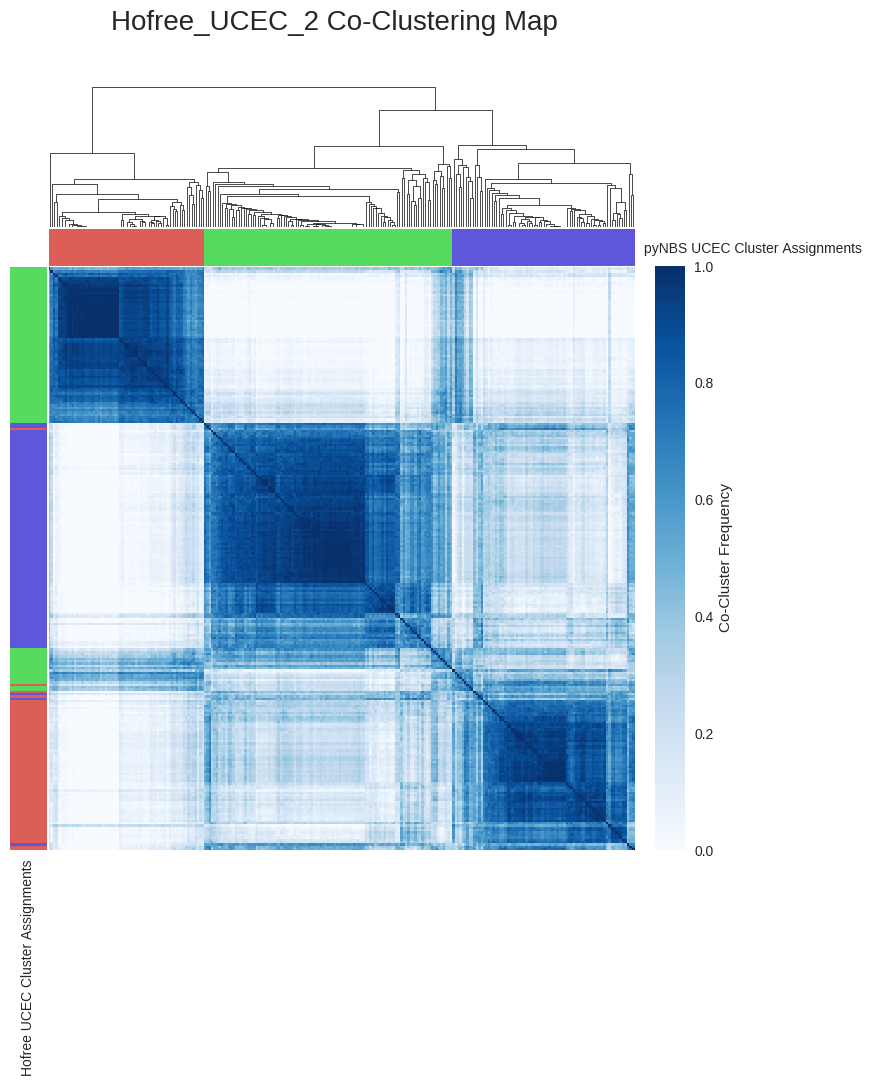 Hofree_UCEC_2 Co-Clustering Map
pyNBS UCEC Cluster Assignments
1.0
0.8
0.6
0.4
0.2
0.0
Co-Cluster Frequency
Hofree UCEC Cluster Assignments